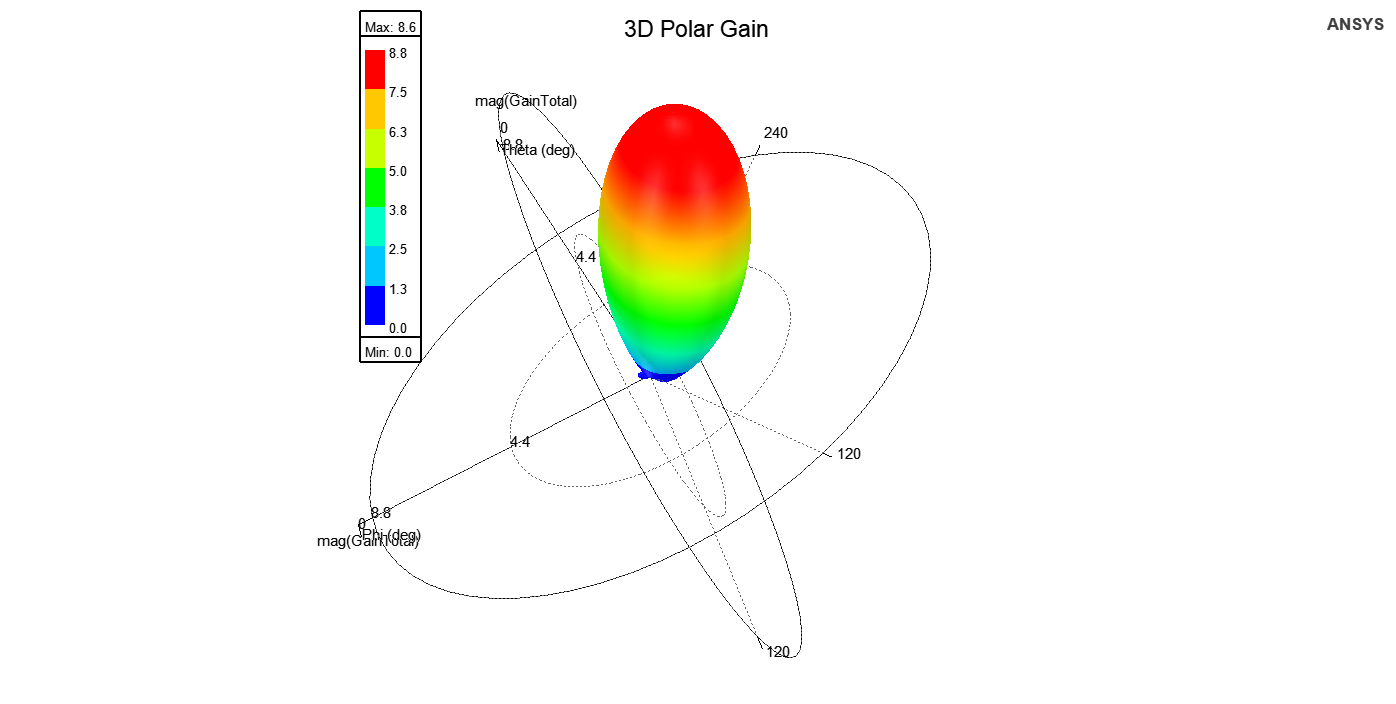 3D Polar Gain
ANSYS
Max: 8.6
8.8
7.5
6.3
5.0
3.8
2.5
1.3
0.0
Min: 0.0
mag(GainTotal)
0
8.8
Theta (deg)
240
4.4
4.4
120
8.8
0
Phi (deg)
mag(GainTotal)
120